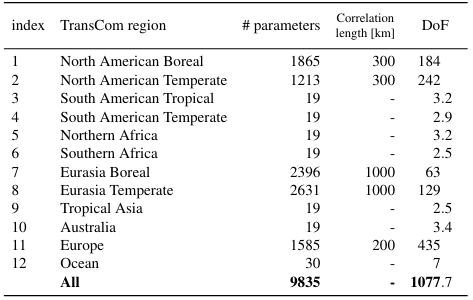 index TransCom region # parameters Correlation length [km] DoF
1 North American Boreal 1865 300 184
2 North American Temperate 1213 300 242
3 South American Tropical 19 - 3.2
4 South American Temperate 19 - 2.9
5 Northern Africa 19 - 3.2
6 Southern Africa 19 - 2.5
7 Eurasia Boreal 2396 1000 63
8 Eurasia Temperate 2631 1000 129
9 Tropical Asia 19 - 2.5
10 Australia 19 - 3.4
11 Europe 1585 200 435
12 Ocean 30 - 7
All 9835 - 1077.7